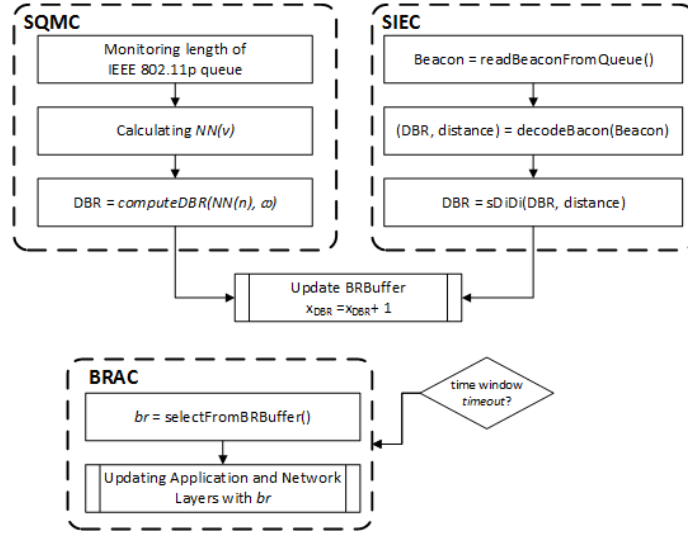 SQMC
Monitoring length of
IEEE 802.11p queue
Calculating NN(v)
DBR = computeDBR(NN(n), ω)
SIEC
Beacon = readBeaconFromQueue()
(DBR, distance) = decodeBacon(Beacon)
DBR = sDiDi(DBR, distance)
Update BRBuffer
xDBR =xDBR+ 1
BRAC
br = selectFromBRBuffer()
Updating Application and Network
Layers with br
time window
timeout?